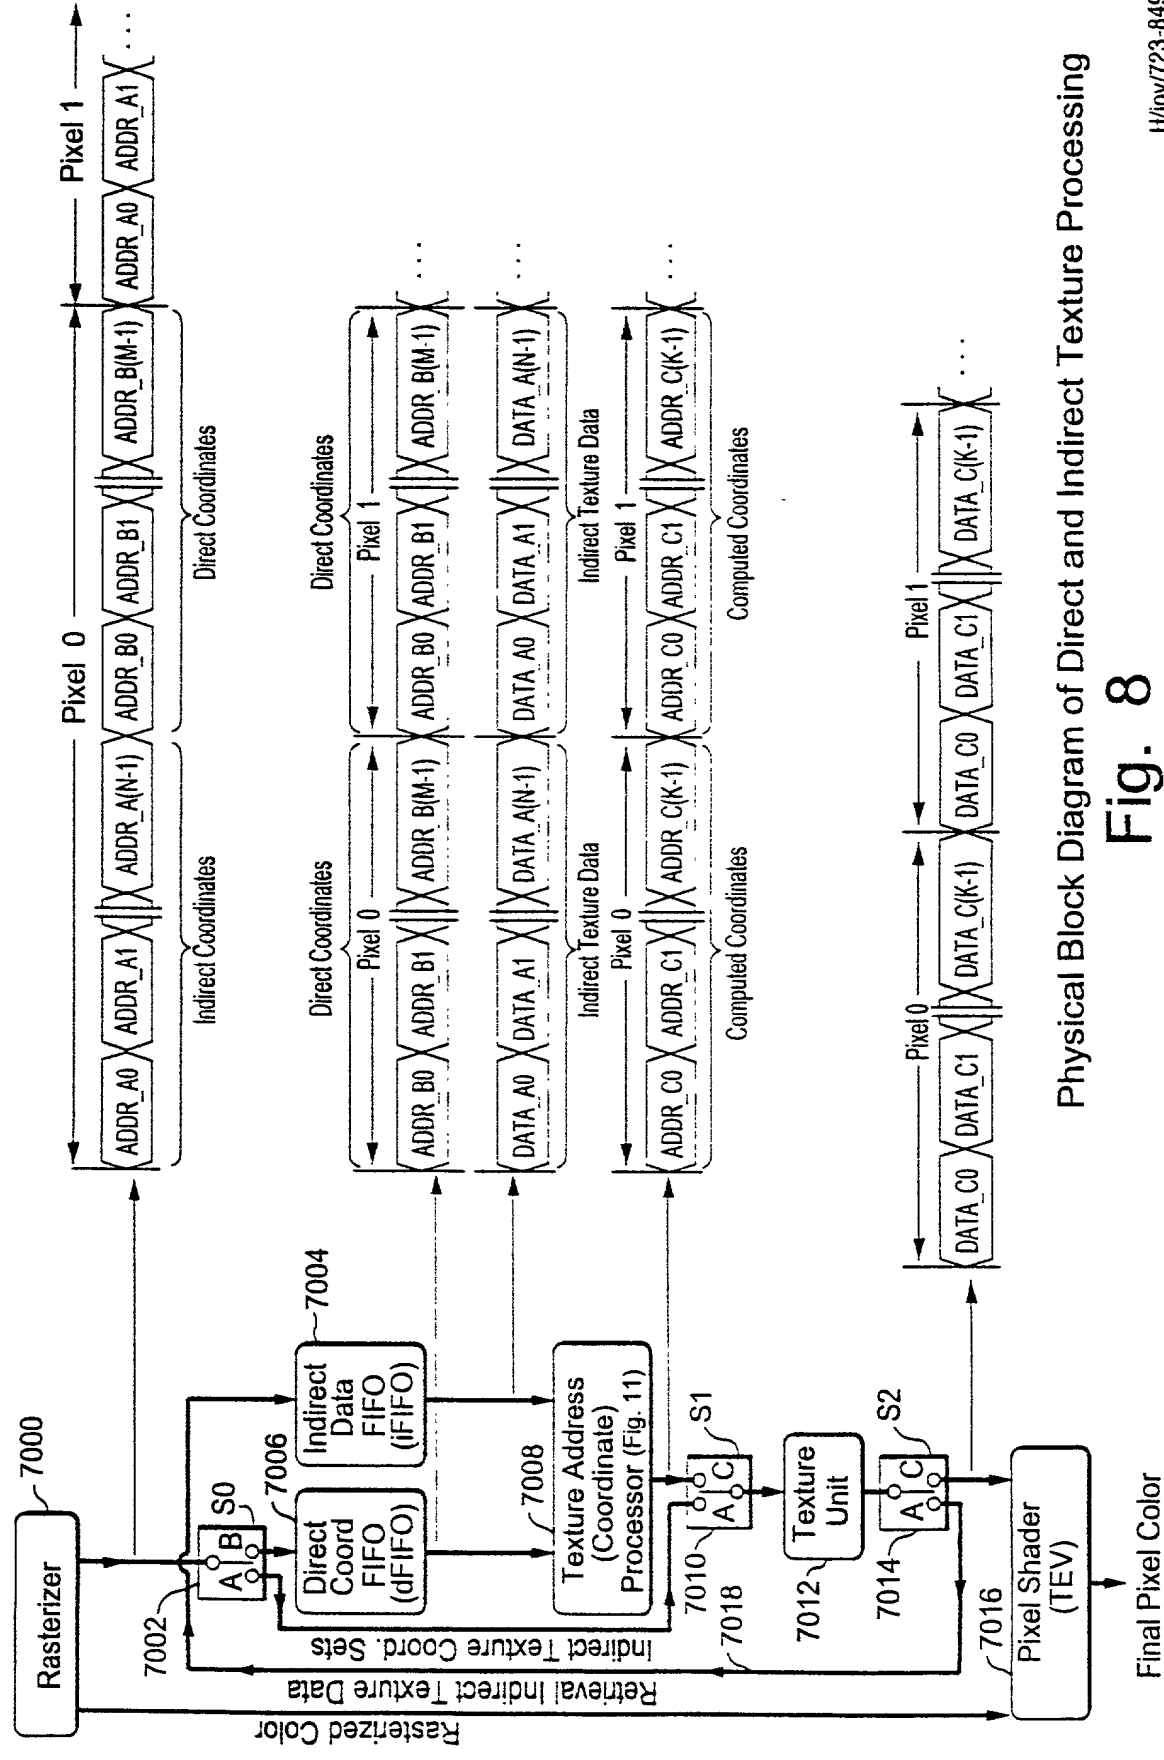 Rasterizer
7000
7002
A
B
S0
Direct
Coord
FIFO
(dFIFO)
7006
Indirect
Data
FIFO
(iFIFO)
7004
Texture Address
(Coordinate)
Processor (Fig. 11)
7008
A
C
S1
7010
7018
Texture
Unit
7012
A
C
S2
7014
Pixel Shader
(TEV)
7016
Final Pixel Color
Rasterized Color
Retrieval Indirect Texture Data
Indirect Texture Coord. Sets
Pixel 0
Pixel 1
ADDR_A0 ADDR_A1 ADDR_A(N-1) ADDR_B0 ADDR_B1 ADDR_B(M-1) ADDR_A0 ADDR_A1 ...
Indirect Coordinates
Direct Coordinates
Direct Coordinates
Direct Coordinates
Pixel 0
Pixel 1
ADDR_B0 ADDR_B1 ADDR_B(M-1) ADDR_B0 ADDR_B1 ADDR_B(M-1) ...
DATA_A0 DATA_A1 DATA_A(N-1) DATA_A0 DATA_A1 DATA_A(N-1) ...
Indirect Texture Data
Indirect Texture Data
Pixel 0
Pixel 1
ADDR_C0 ADDR_C1 ADDR_C(K-1) ADDR_C0 ADDR_C1 ADDR_C(K-1) ...
Computed Coordinates
Computed Coordinates
Pixel 0
Pixel 1
DATA_C0 DATA_C1 DATA_C(K-1) DATA_C0 DATA_C1 DATA_C(K-1) ...
Physical Block Diagram of Direct and Indirect Texture Processing
Fig. 8